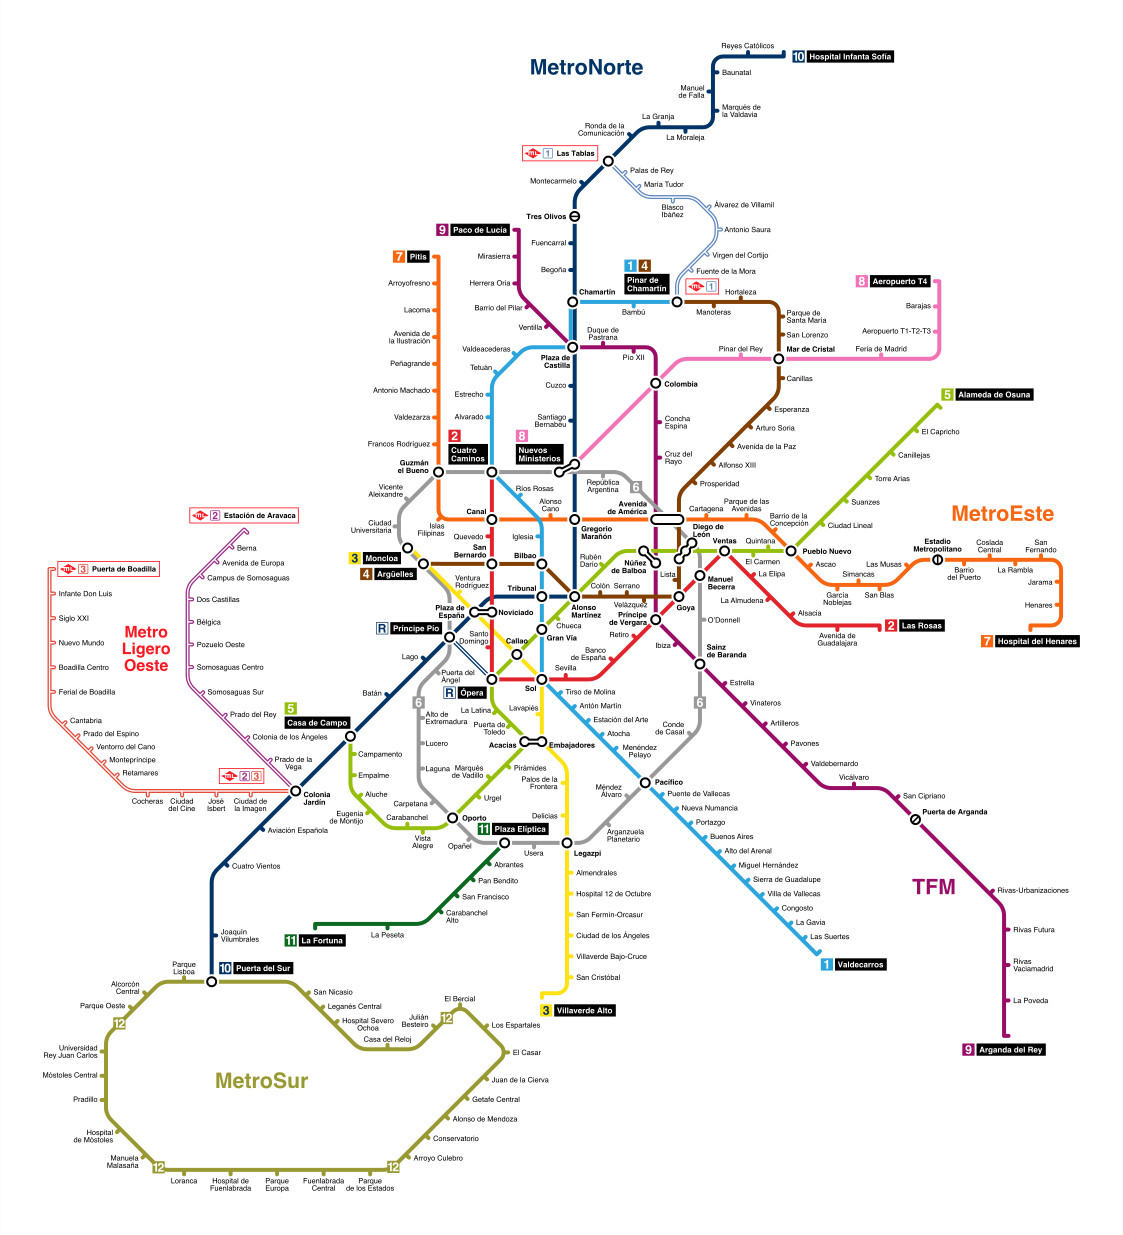 MetroNorte
Reyes Católicos
10 Hospital Infanta Sofía
Baunatal
Manuel
de Falla
Marqués de
la Valdavia
La Granja
La Moraleja
Ronda de la
Comunicación
ML 1 Las Tablas
Montecarmelo
Palas de Rey
María Tudor
Blasco
Ibáñez
Álvarez de Villamil
Antonio Saura
Virgen del Cortijo
Fuente de la Mora
ML 1
Tres Olivos
Fuencarral
Begoña
Chamartín
1 4
Pinar de
Chamartín
Bambú
Manoteras
Hortaleza
Parque de
Santa María
San Lorenzo
Mar de Cristal
Canillas
Esperanza
Arturo Soria
Avenida de la Paz
Alfonso XIII
Prosperidad
8 Aeropuerto T4
Barajas
Aeropuerto T1-T2-T3
Feria de Madrid
Pinar del Rey
Colombia
9 Paco de Lucía
Mirasierra
Herrera Oria
Barrio del Pilar
Ventilla
7 Pitis
Arroyofresno
Lacoma
Avenida de
la Ilustración
Peñagrande
Antonio Machado
Valdezarza
Francos Rodríguez
Guzmán
el Bueno
Valdeacederas
Tetuán
Estrecho
Alvarado
2
Cuatro
Caminos
Plaza de
Castilla
Duque de
Pastrana
Pío XII
Cuzco
Santiago
Bernabéu
8
Nuevos
Ministerios
Concha
Espina
Cruz del
Rayo
República
Argentina
6
Avenida
de América
Cartagena
Parque de las
Avenidas
Barrio de la
Concepción
5 Alameda de Osuna
El Capricho
Canillejas
Torre Arias
Suanzes
Ciudad Lineal
Pueblo Nuevo
Quintana
El Carmen
Ventas
Diego de
León
Núñez
de Balboa
Rubén
Darío
MetroEste
Ascao
García
Noblejas
Simancas
San Blas
Las Musas
Estadio
Metropolitano
Barrio
del Puerto
Coslada
Central
La Rambla
San
Fernando
Jarama
Henares
7 Hospital del Henares
La Elipa
La Almudena
Alsacia
Avenida de
Guadalajara
2 Las Rosas
Vicente
Aleixandre
Ciudad
Universitaria
3 Moncloa
4 Argüelles
Islas
Filipinas
Canal
Quevedo
Ríos Rosas
Alonso
Cano
Iglesia
Gregorio
Marañón
San
Bernardo
Bilbao
Ventura
Rodríguez
Tribunal
Alonso
Martínez
Colón
Serrano
Velázquez
Lista
Goya
Manuel
Becerra
O'Donnell
Príncipe
de Vergara
Retiro
Ibiza
Sainz
de Baranda
Plaza de
España
Noviciado
Santo
Domingo
Callao
Chueca
Gran Vía
Banco
de España
Sevilla
Sol
R Príncipe Pío
R Ópera
Lago
Puerta del
Ángel
Batán
5
Casa de Campo
6
Alto de
Extremadura
Lucero
Laguna
Carpetana
Campamento
Empalme
Aluche
Eugenia
de Montijo
Carabanchel
Vista
Alegre
Oporto
Opañel
La Latina
Puerta de
Toledo
Acacias
Lavapiés
Embajadores
Pirámides
Marqués
de Vadillo
Urgel
Palos de la
Frontera
Delicias
11 Plaza Elíptica
Usera
Legazpi
Tirso de Molina
Antón Martín
Estación del Arte
Atocha
Menéndez
Pelayo
Conde
de Casal
6
Pacífico
Méndez
Álvaro
Arganzuela
Planetario
Estrella
Vinateros
Artilleros
Pavones
Valdebernardo
Vicálvaro
San Cipriano
Puerta de Arganda
TFM
Rivas-Urbanizaciones
Rivas Futura
Rivas
Vaciamadrid
La Poveda
9 Arganda del Rey
Puente de Vallecas
Nueva Numancia
Portazgo
Buenos Aires
Alto del Arenal
Miguel Hernández
Sierra de Guadalupe
Villa de Vallecas
Congosto
La Gavia
Las Suertes
1 Valdecarros
Almendrales
Hospital 12 de Octubre
San Fermín-Orcasur
Ciudad de los Ángeles
Villaverde Bajo-Cruce
San Cristóbal
3 Villaverde Alto
Abrantes
Pan Bendito
San Francisco
Carabanchel
Alto
La Peseta
11 La Fortuna
ML 2 Estación de Aravaca
Berna
Avenida de Europa
Campus de Somosaguas
Dos Castillas
Bélgica
Pozuelo Oeste
Somosaguas Centro
Somosaguas Sur
Prado del Rey
Colonia de los Ángeles
Prado de la
Vega
ML 2 3
Colonia
Jardín
ML 3 Puerta de Boadilla
Infante Don Luis
Siglo XXI
Nuevo Mundo
Boadilla Centro
Ferial de Boadilla
Metro
Ligero
Oeste
Cantabria
Prado del Espino
Ventorro del Cano
Montepríncipe
Retamares
Cocheras
Ciudad
del Cine
José
Isbert
Ciudad de
la Imagen
Aviación Española
Cuatro Vientos
Joaquín
Vilumbrales
10 Puerta del Sur
Parque
Lisboa
Alcorcón
Central
Parque Oeste
12
Universidad
Rey Juan Carlos
Móstoles Central
Pradillo
Hospital
de Móstoles
Manuela
Malasaña
12
Loranca
Hospital de
Fuenlabrada
Parque
Europa
Fuenlabrada
Central
Parque
de los Estados
12
Arroyo Culebro
Conservatorio
Alonso de Mendoza
Getafe Central
Juan de la Cierva
El Casar
Los Espartales
El Bercial
12
Julián
Besteiro
Casa del Reloj
Hospital Severo
Ochoa
Leganés Central
San Nicasio
MetroSur